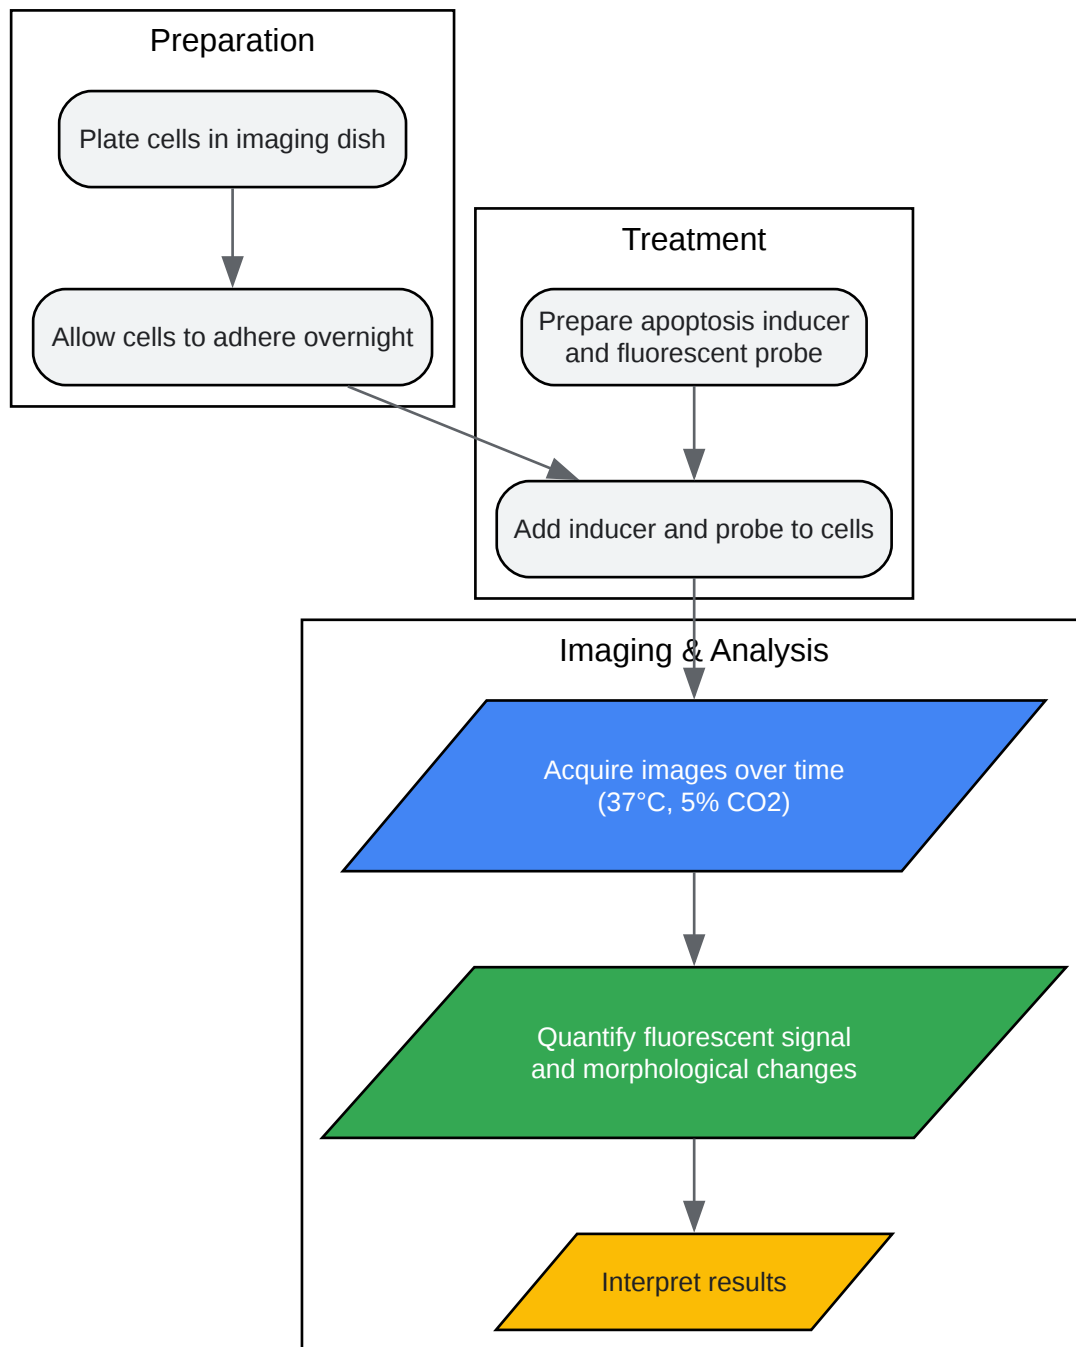 Preparation
Plate cells in imaging dish
Allow cells to adhere overnight
Treatment
Prepare apoptosis inducer
and fluorescent probe
Add inducer and probe to cells
Imaging & Analysis
Acquire images over time
(37°C, 5% CO2)
Quantify fluorescent signal
and morphological changes
Interpret results